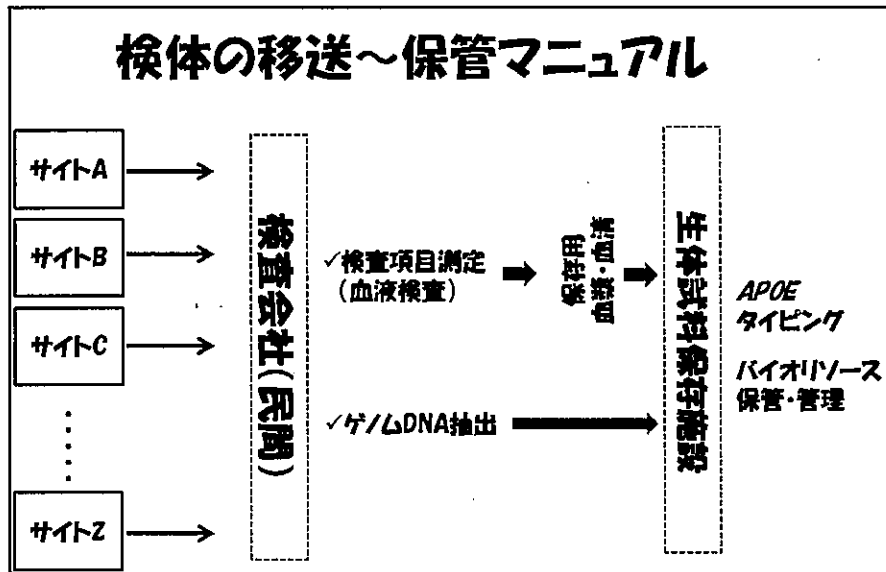 検体の移送～保管マニュアル
サイトA
サイトB
サイトC
サイトZ
検査会社(民間)
✓検査項目測定
(血液検査)
✓ゲノムDNA抽出
保存用
血漿・血清
生体試料保存施設
APOE
タイピング
バイオリソース
保管・管理